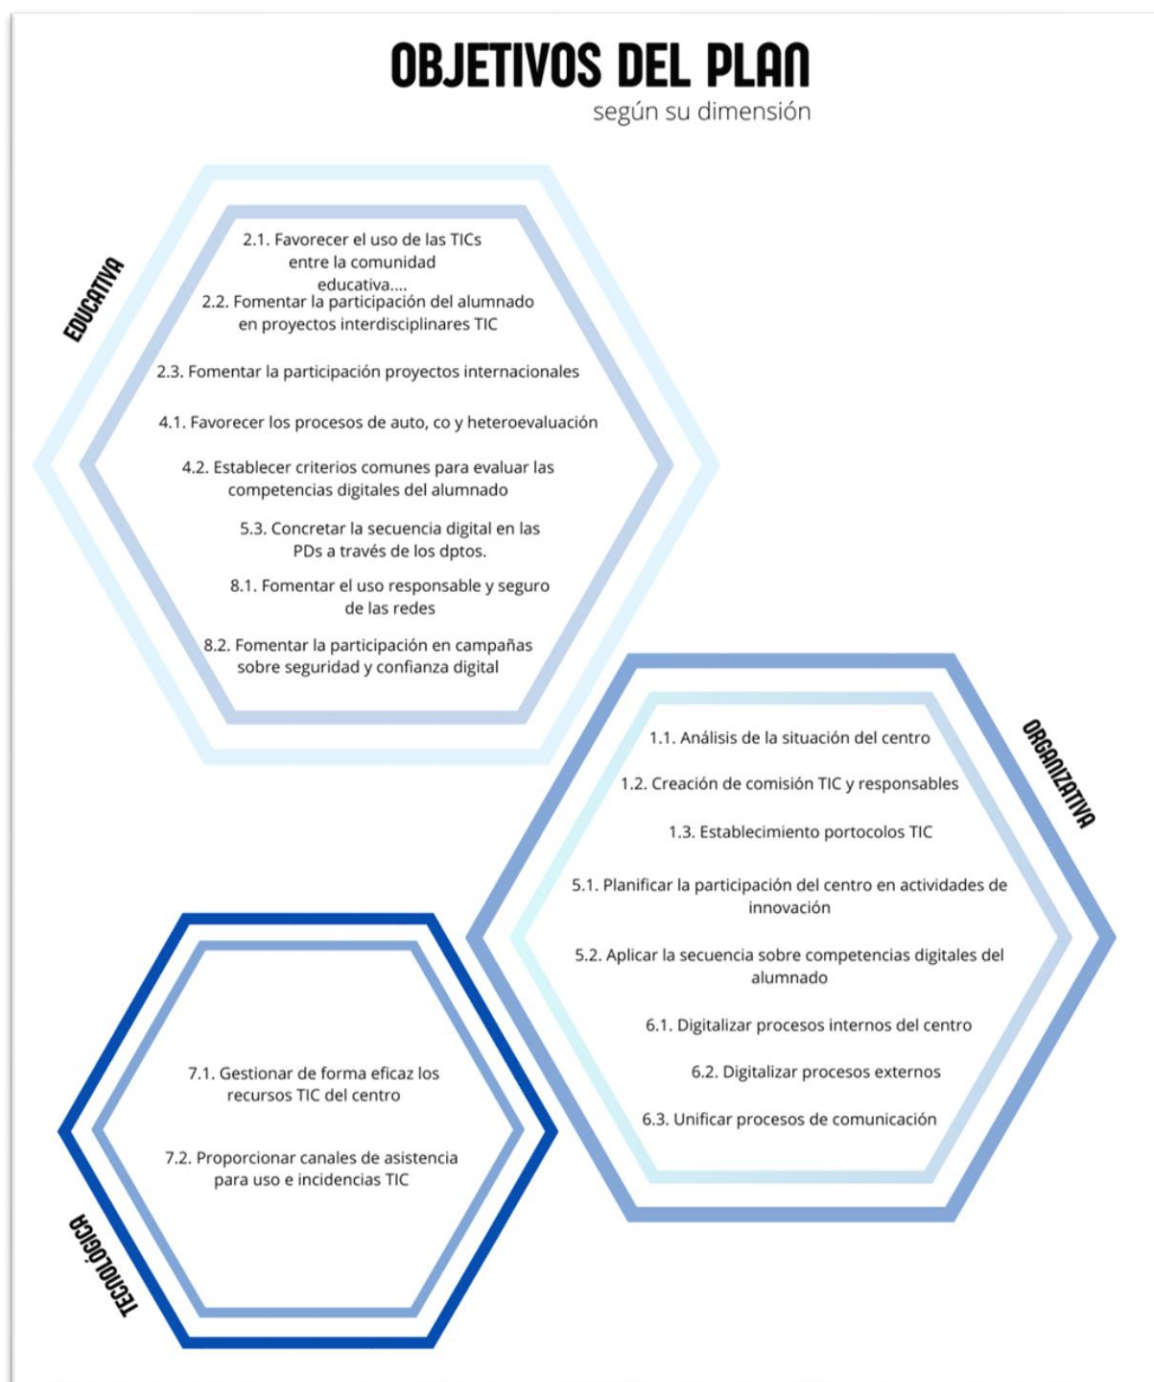 OBJETIVOS DEL PLAN
según su dimensión
EDUCATIVA
2.1. Favorecer el uso de las TICs
entre la comunidad
educativa....
2.2. Fomentar la participación del alumnado
en proyectos interdisciplinares TIC
2.3. Fomentar la participación proyectos internacionales
4.1. Favorecer los procesos de auto, co y heteroevaluación
4.2. Establecer criterios comunes para evaluar las
competencias digitales del alumnado
5.3. Concretar la secuencia digital en las
PDs a través de los dptos.
8.1. Fomentar el uso responsable y seguro
de las redes
8.2. Fomentar la participación en campañas
sobre seguridad y confianza digital
ORGANIZATIVA
1.1. Análisis de la situación del centro
1.2. Creación de comisión TIC y responsables
1.3. Establecimiento portocolos TIC
5.1. Planificar la participación del centro en actividades de
innovación
5.2. Aplicar la secuencia sobre competencias digitales del
alumnado
6.1. Digitalizar procesos internos del centro
6.2. Digitalizar procesos externos
6.3. Unificar procesos de comunicación
TECNOLÓGICA
7.1. Gestionar de forma eficaz los
recursos TIC del centro
7.2. Proporcionar canales de asistencia
para uso e incidencias TIC